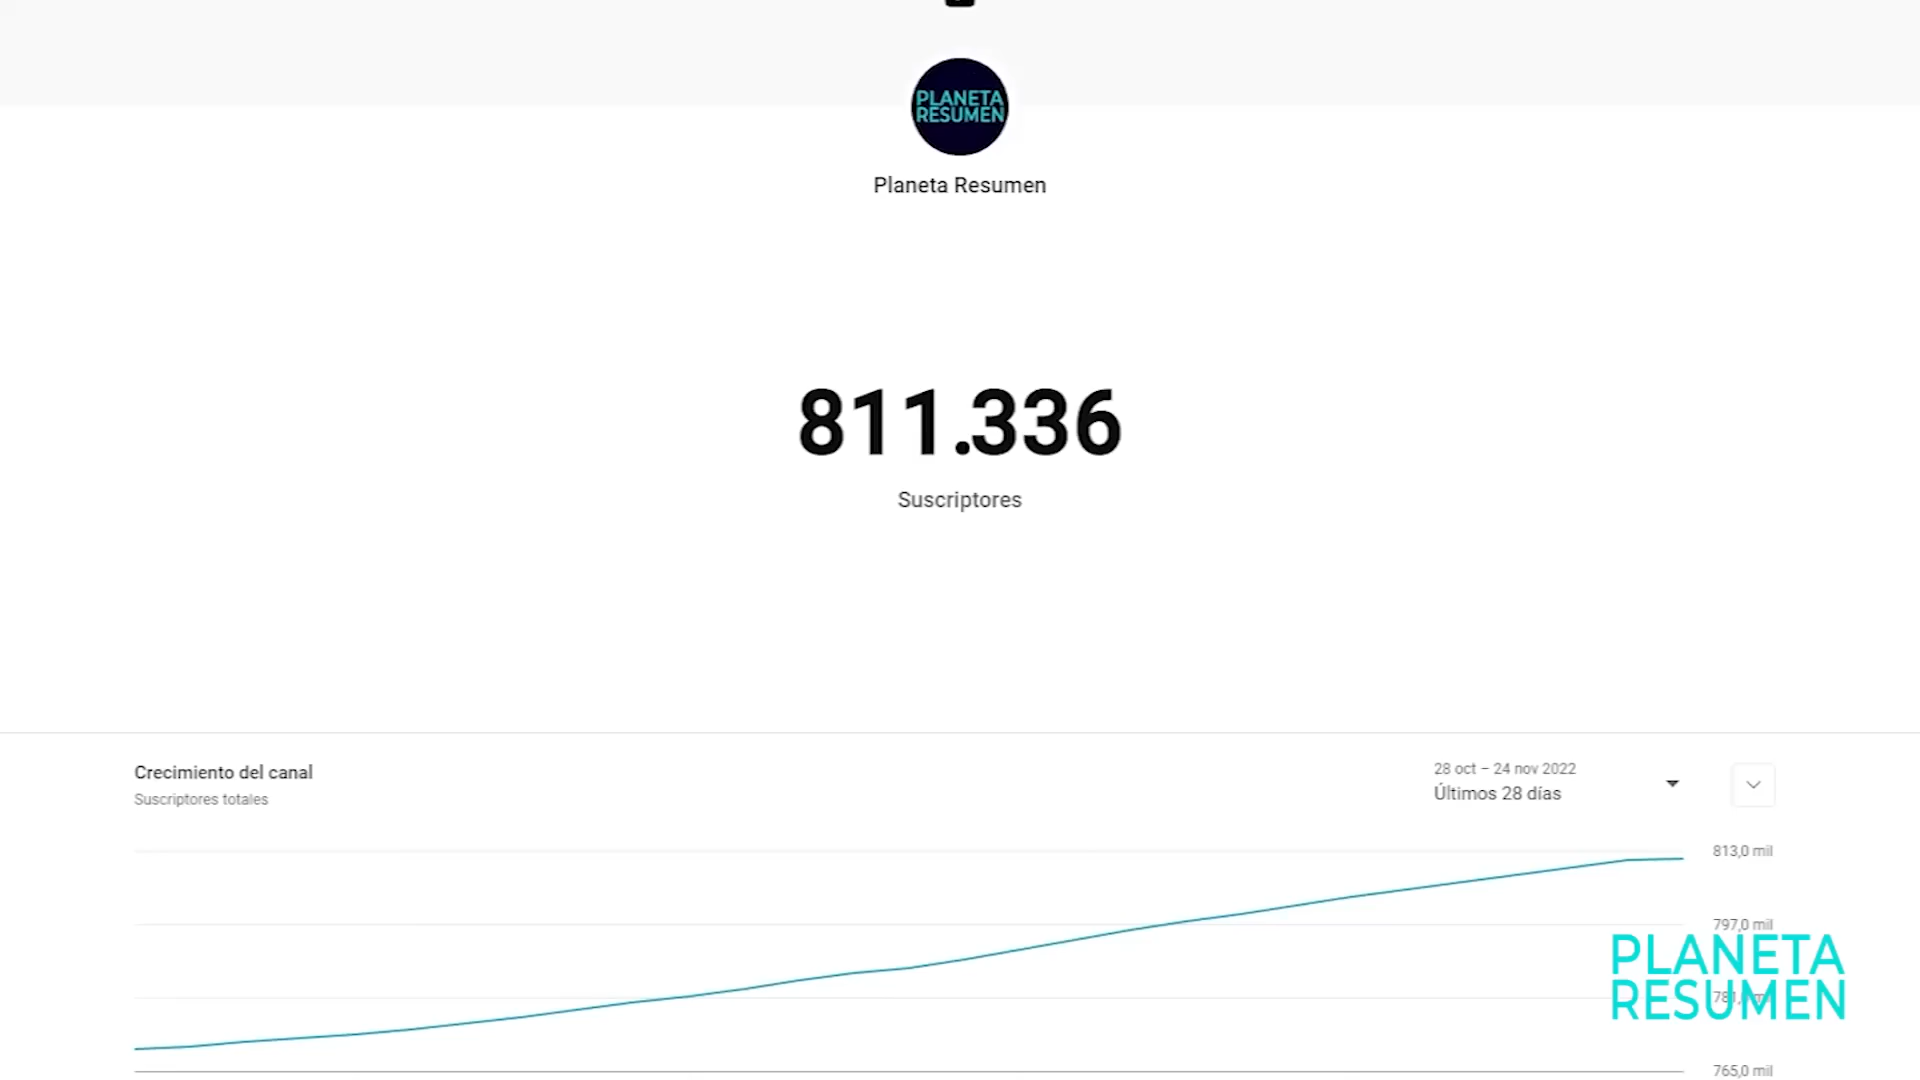 PLANETA
RESUMEN
Planeta Resumen
811.336
Suscriptores
Crecimiento del canal
Suscriptores totales
28 oct – 24 nov 2022
Últimos 28 días
813,0 mil
797,0 mil
PLANETA
RESUMEN
765,0 mil